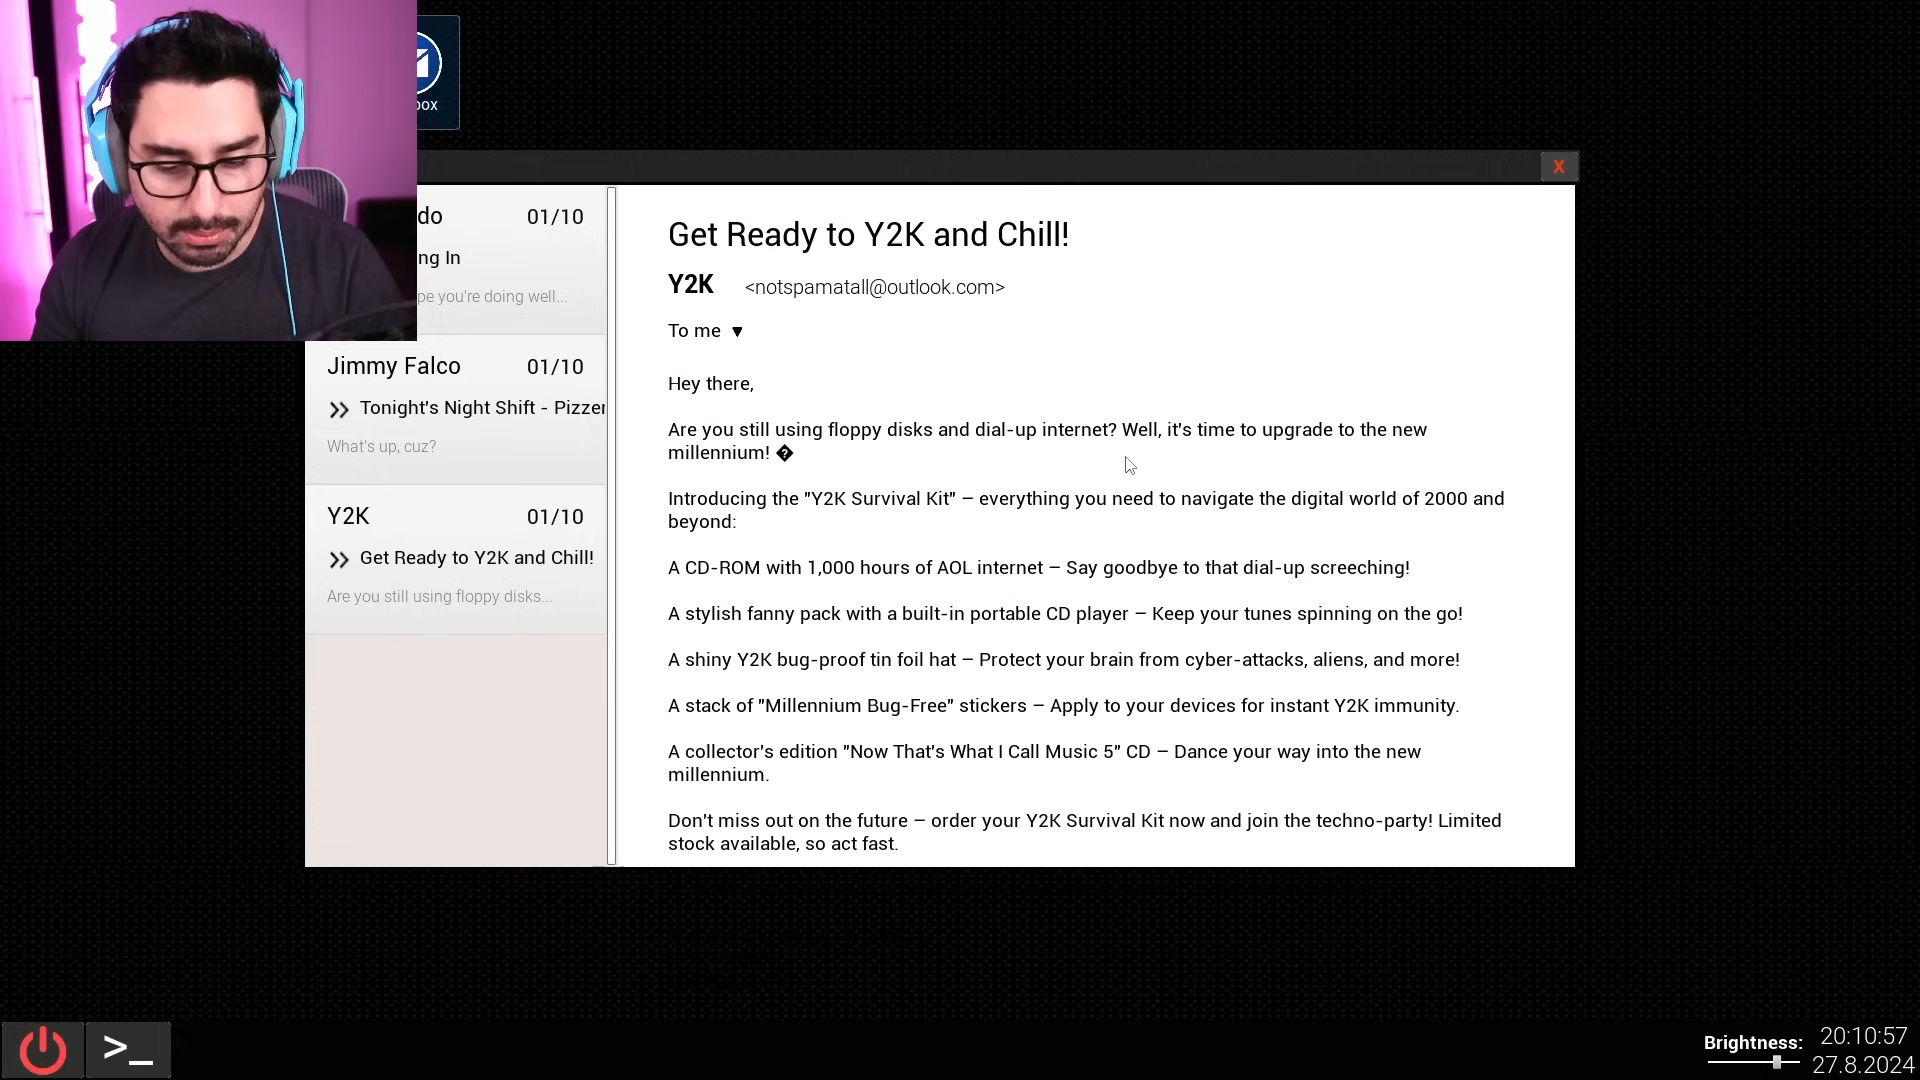 box
do 01/10
ng In
pe you're doing well...
Jimmy Falco 01/10
Tonight's Night Shift - Pizzer
What's up, cuz?
Y2K 01/10
Get Ready to Y2K and Chill!
Are you still using floppy disks...
X
Get Ready to Y2K and Chill!
Y2K <notspamatall@outlook.com>
To me ▼
Hey there,
Are you still using floppy disks and dial-up internet? Well, it's time to upgrade to the new
millennium! �
Introducing the "Y2K Survival Kit" – everything you need to navigate the digital world of 2000 and
beyond:
A CD-ROM with 1,000 hours of AOL internet – Say goodbye to that dial-up screeching!
A stylish fanny pack with a built-in portable CD player – Keep your tunes spinning on the go!
A shiny Y2K bug-proof tin foil hat – Protect your brain from cyber-attacks, aliens, and more!
A stack of "Millennium Bug-Free" stickers – Apply to your devices for instant Y2K immunity.
A collector's edition "Now That's What I Call Music 5" CD – Dance your way into the new
millennium.
Don't miss out on the future – order your Y2K Survival Kit now and join the techno-party! Limited
stock available, so act fast.
>_
Brightness: 20:10:57
27.8.2024